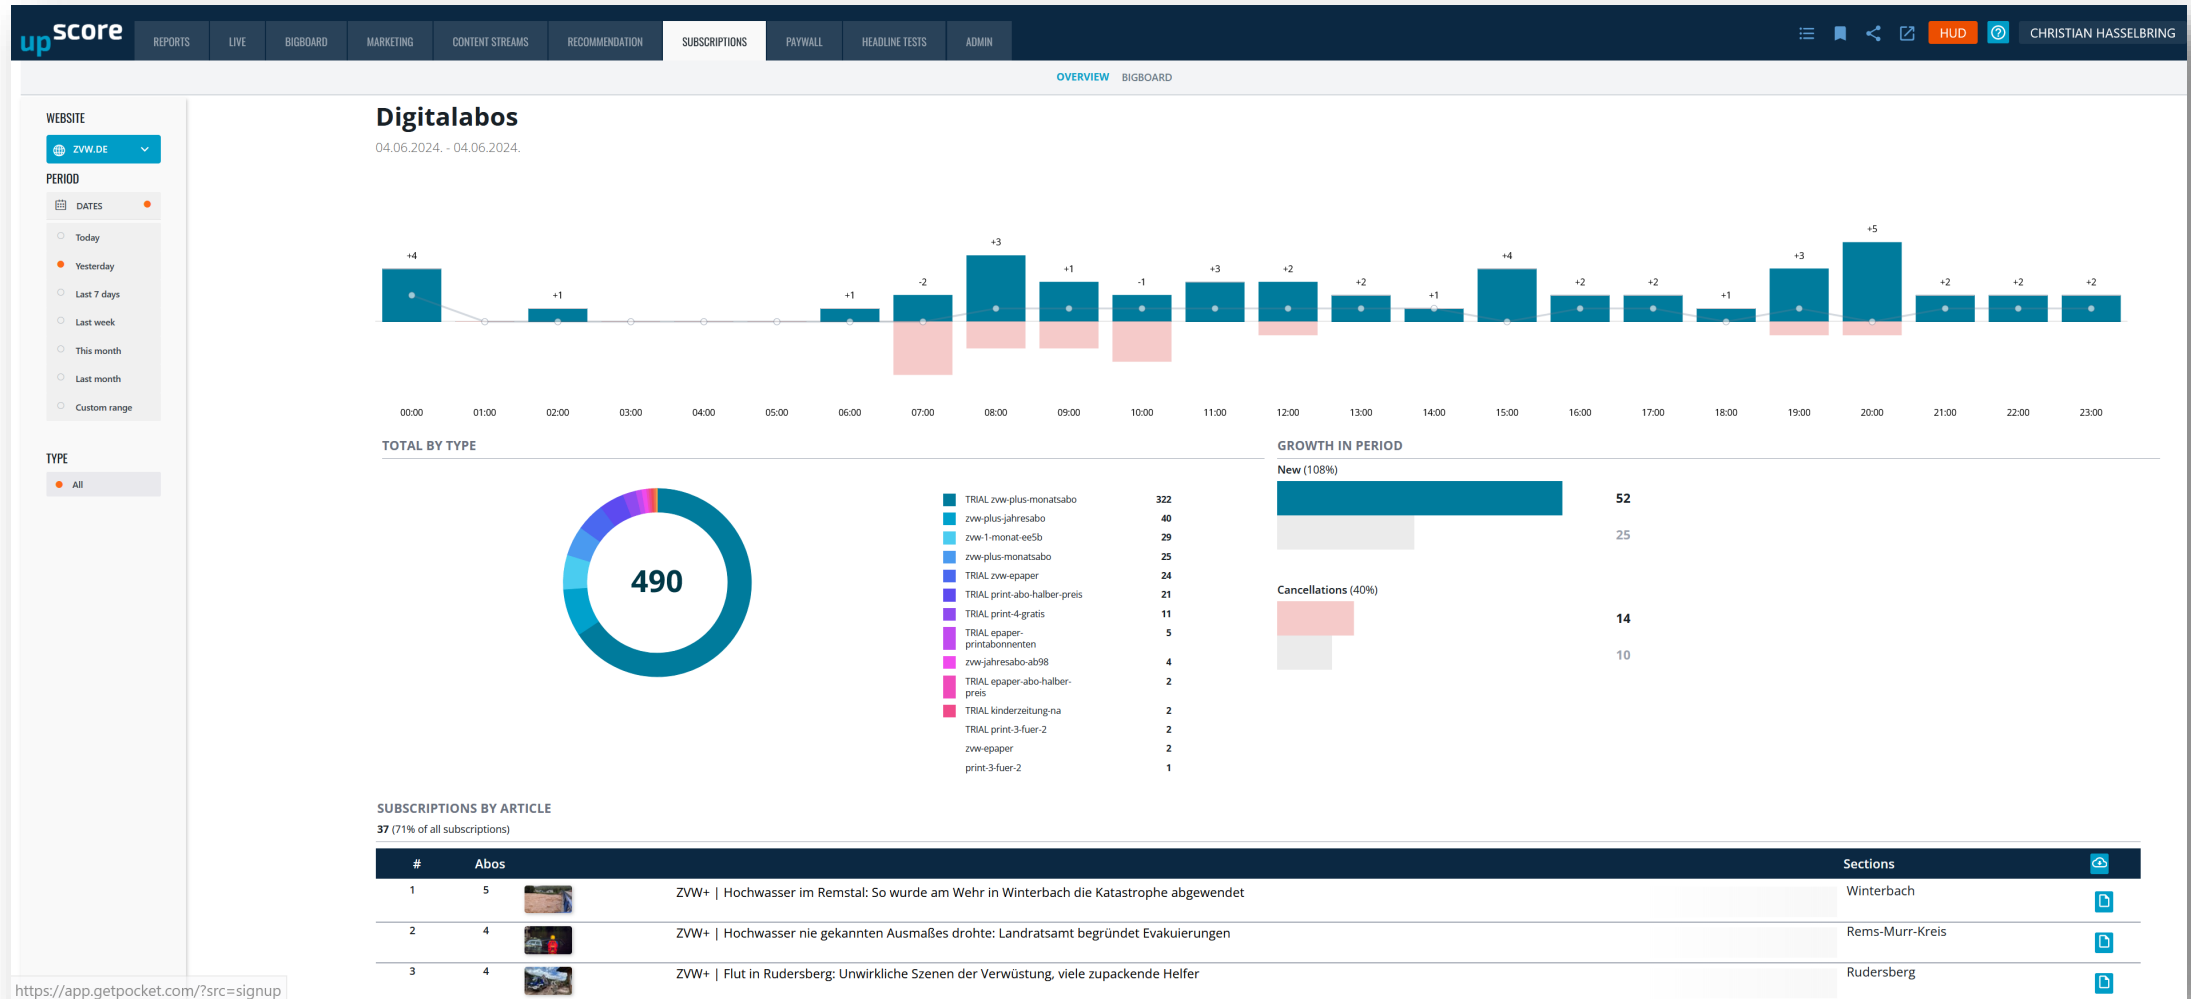 upscore
REPORTS LIVE BIGBOARD MARKETING CONTENT STREAMS RECOMMENDATION SUBSCRIPTIONS PAYWALL HEADLINE TESTS ADMIN
HUD
CHRISTIAN HASSELBRING
OVERVIEW BIGBOARD
WEBSITE
ZVW.DE
PERIOD
DATES
Today
Yesterday
Last 7 days
Last week
This month
Last month
Custom range
TYPE
All
Digitalabos
04.06.2024. - 04.06.2024.
+4 +1 +1 -2 +3 +1 -1 +3 +2 +2 +1 +4 +2 +2 +1 +3 +5 +2 +2 +2
00:00 01:00 02:00 03:00 04:00 05:00 06:00 07:00 08:00 09:00 10:00 11:00 12:00 13:00 14:00 15:00 16:00 17:00 18:00 19:00 20:00 21:00 22:00 23:00
TOTAL BY TYPE
490
TRIAL zvw-plus-monatsabo 322
zvw-plus-jahresabo 40
zvw-1-monat-ee5b 29
zvw-plus-monatsabo 25
TRIAL zvw-epaper 24
TRIAL print-abo-halber-preis 21
TRIAL print-4-gratis 11
TRIAL epaper- 5
printabonnenten
zvw-jahresabo-ab98 4
TRIAL epaper-abo-halber- 2
preis
TRIAL kinderzeitung-na 2
TRIAL print-3-fuer-2 2
zvw-epaper 2
print-3-fuer-2 1
GROWTH IN PERIOD
New (108%)
52
25
Cancellations (40%)
14
10
SUBSCRIPTIONS BY ARTICLE
37 (71% of all subscriptions)
# Abos Sections
1 5 ZVW+ | Hochwasser im Remstal: So wurde am Wehr in Winterbach die Katastrophe abgewendet Winterbach
2 4 ZVW+ | Hochwasser nie gekannten Ausmaßes drohte: Landratsamt begründet Evakuierungen Rems-Murr-Kreis
3 4 ZVW+ | Flut in Rudersberg: Unwirkliche Szenen der Verwüstung, viele zupackende Helfer Rudersberg
https://app.getpocket.com/?src=signup